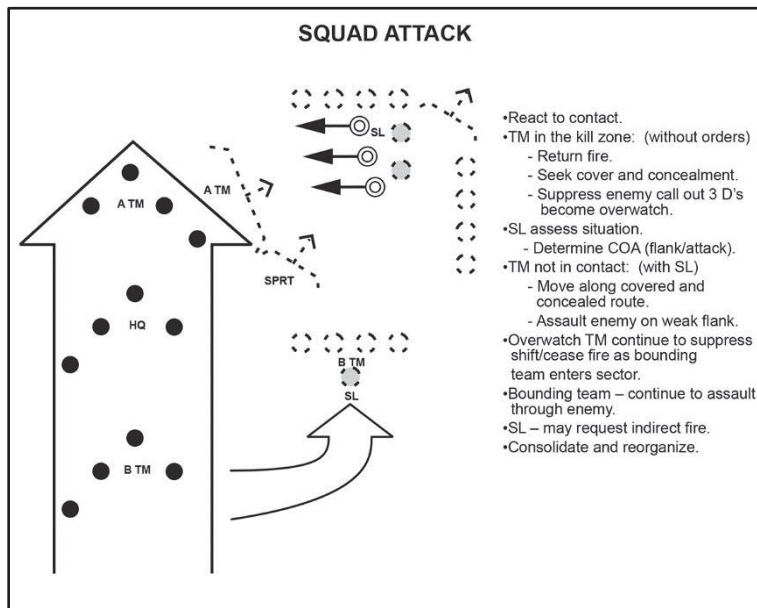 SQUAD ATTACK
SL
A TM
A TM
SPRT
HQ
B TM
SL
B TM
•React to contact.
•TM in the kill zone: (without orders)
- Return fire.
- Seek cover and concealment.
- Suppress enemy call out 3 D's
become overwatch.
•SL assess situation.
- Determine COA (flank/attack).
•TM not in contact: (with SL)
- Move along covered and
concealed route.
- Assault enemy on weak flank.
•Overwatch TM continue to suppress
shift/cease fire as bounding
team enters sector.
•Bounding team – continue to assault
through enemy.
•SL – may request indirect fire.
•Consolidate and reorganize.